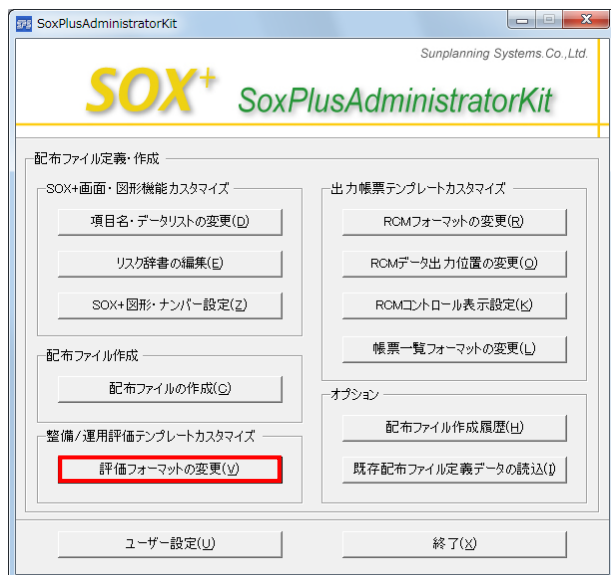 SPS SoxPlusAdministratorKit
Sunplanning Systems.Co.,Ltd.
SOX+ SoxPlusAdministratorKit
配布ファイル定義・作成
SOX+画面・図形機能カスタマイズ
項目名・データリストの変更(D)
リスク辞書の編集(E)
SOX+図形・ナンバー設定(Z)
配布ファイル作成
配布ファイルの作成(C)
整備/運用評価テンプレートカスタマイズ
評価フォーマットの変更(V)
出力帳票テンプレートカスタマイズ
RCMフォーマットの変更(R)
RCMデータ出力位置の変更(O)
RCMコントロール表示設定(K)
帳票一覧フォーマットの変更(L)
オプション
配布ファイル作成履歴(H)
既存配布ファイル定義データの読込(I)
ユーザー設定(U)
終了(X)